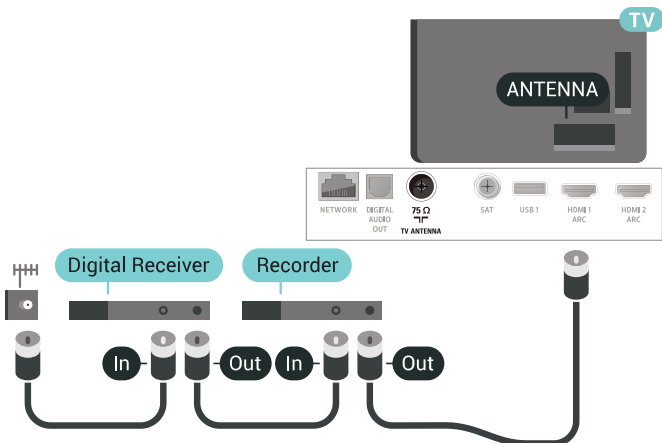 TV
ANTENNA
NETWORK
DIGITAL
AUDIO
OUT
75 Ω
TV ANTENNA
SAT
USB 1
HDMI 1
ARC
HDMI 2
ARC
Digital Receiver
Recorder
In
Out
In
Out